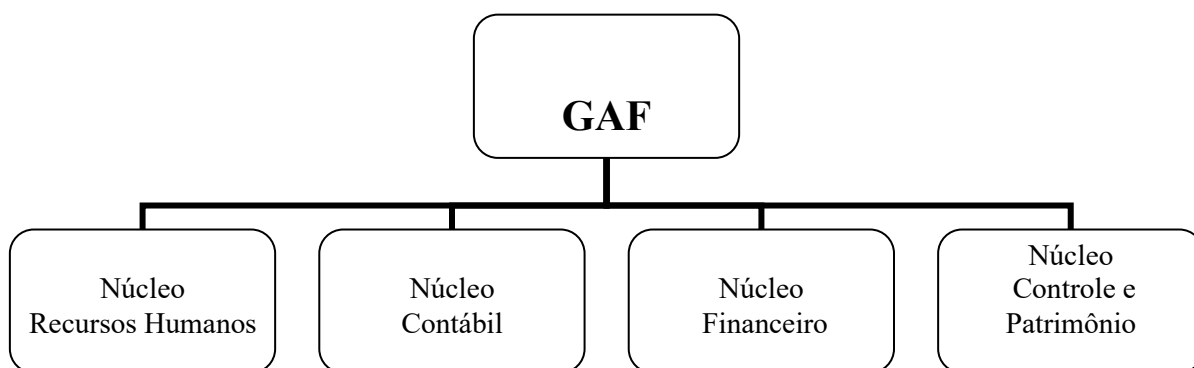 GAF
Núcleo
Recursos Humanos
Núcleo
Contábil
Núcleo
Financeiro
Núcleo
Controle e
Patrimônio